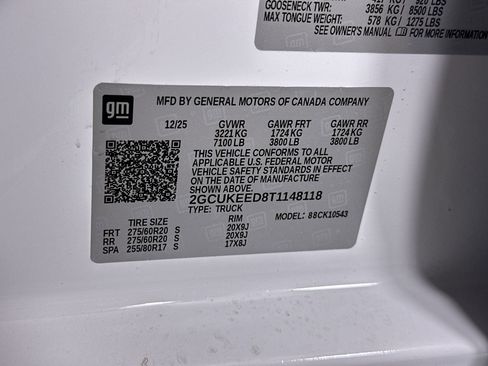 GOOSENECK TWR: 3856 KG / 8500 LBS
MAX TONGUE WEIGHT: 578 KG / 1275 LBS
SEE OWNER'S MANUAL FOR MORE INFORMATION
gm
MFD BY GENERAL MOTORS OF CANADA COMPANY
12/25 GVWR GAWR FRT GAWR RR
3221 KG 1724 KG 1724 KG
7100 LB 3800 LB 3800 LB
THIS VEHICLE CONFORMS TO ALL
APPLICABLE U.S. FEDERAL MOTOR
VEHICLE SAFETY STANDARDS IN EFFECT
ON THE DATE OF MANUFACTURE
2GCUKEED8T1148118
TYPE: TRUCK MODEL: 88CK10543
TIRE SIZE RIM
FRT 275/60R20 S 20X9J
RR 275/60R20 S 20X9J
SPA 255/80R17 S 17X8J